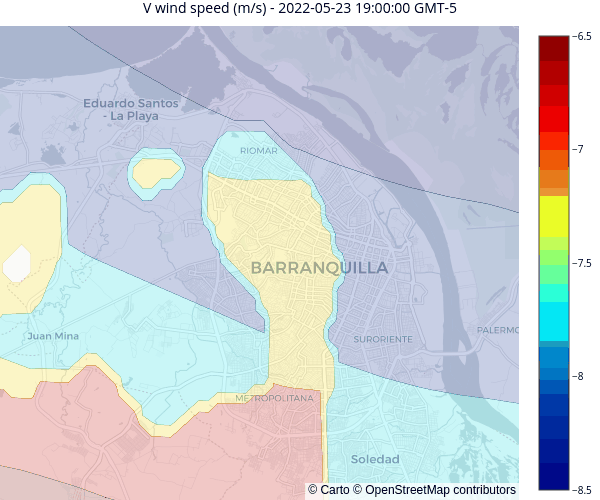 V wind speed (m/s) - 2022-05-23 19:00:00 GMT-5
−6.5
Eduardo Santos
- La Playa
RIOMAR
−7
−7.5
BARRANQUILLA
Juan Mina
SURORIENTE
PALERMO
−8
METROPOLITANA
Soledad
© Carto © OpenStreetMap contributors
−8.5